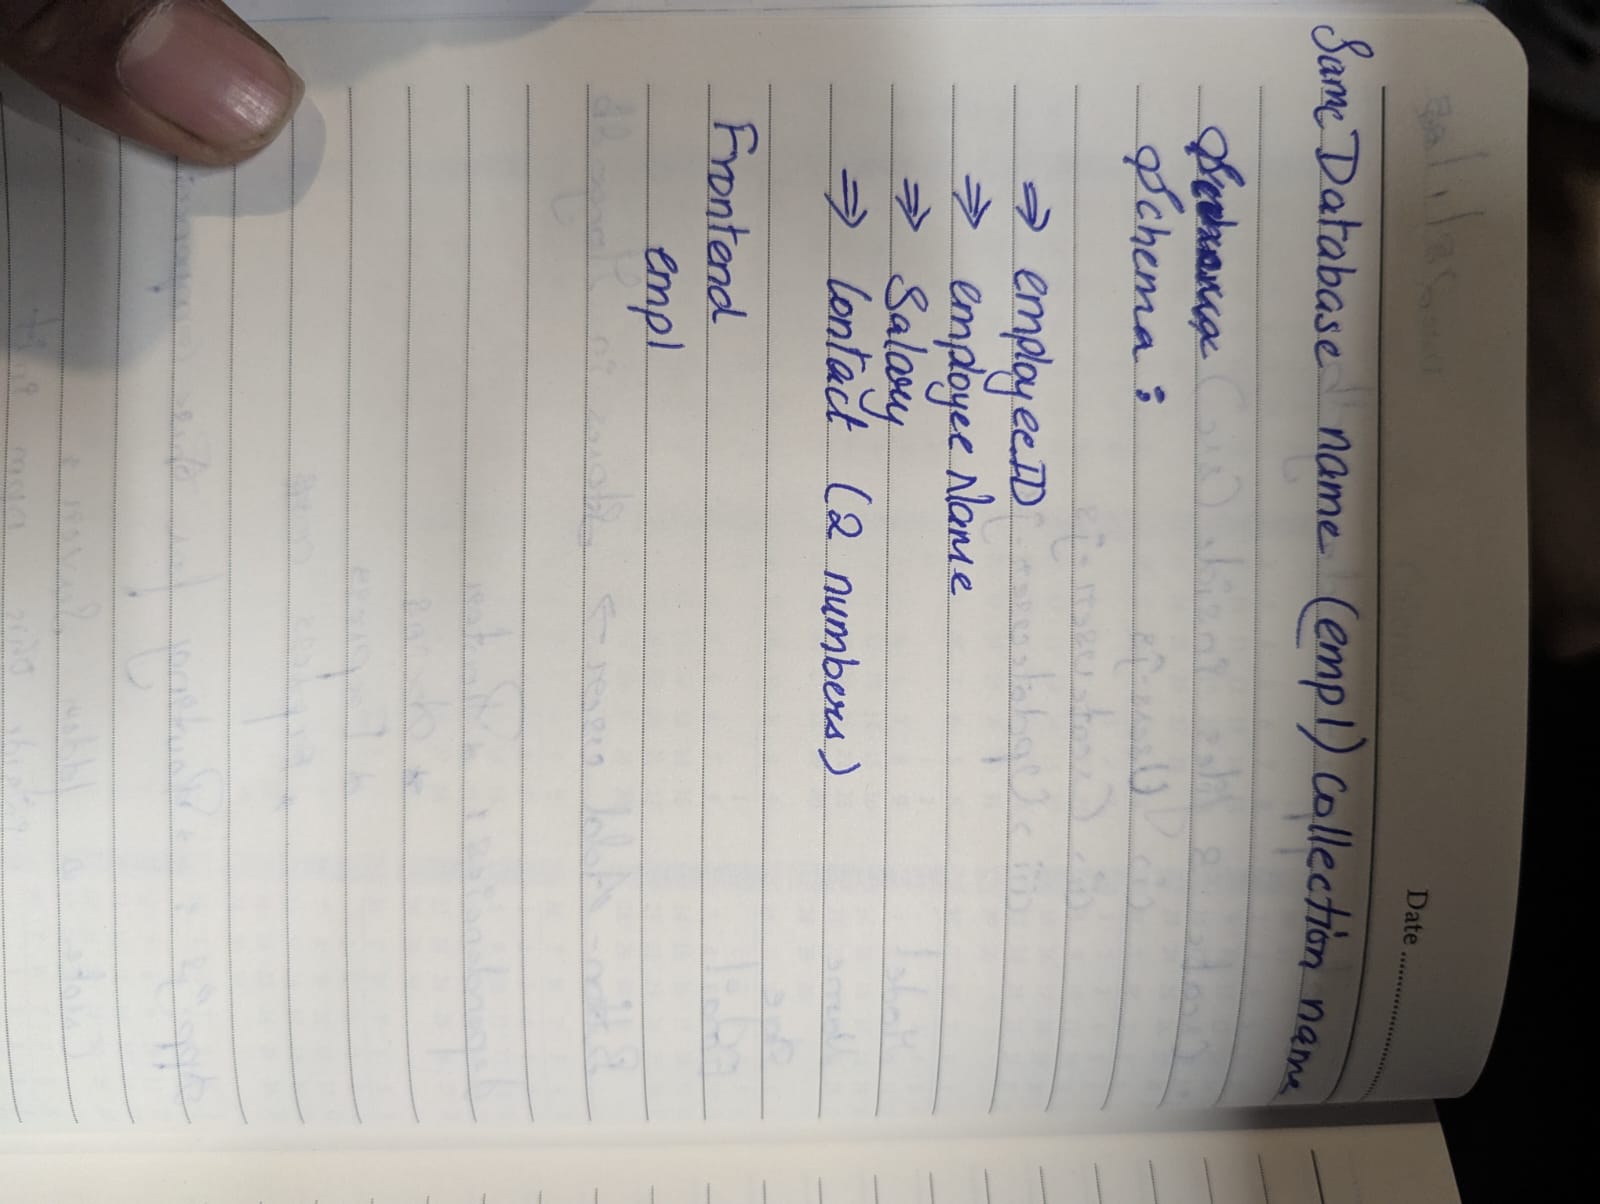 Date
Same Database name (empl) collection name
Schema :
⇒ employeeID
⇒ employee Name
⇒ Salary
⇒ Contact (2 numbers)
Frontend
empl